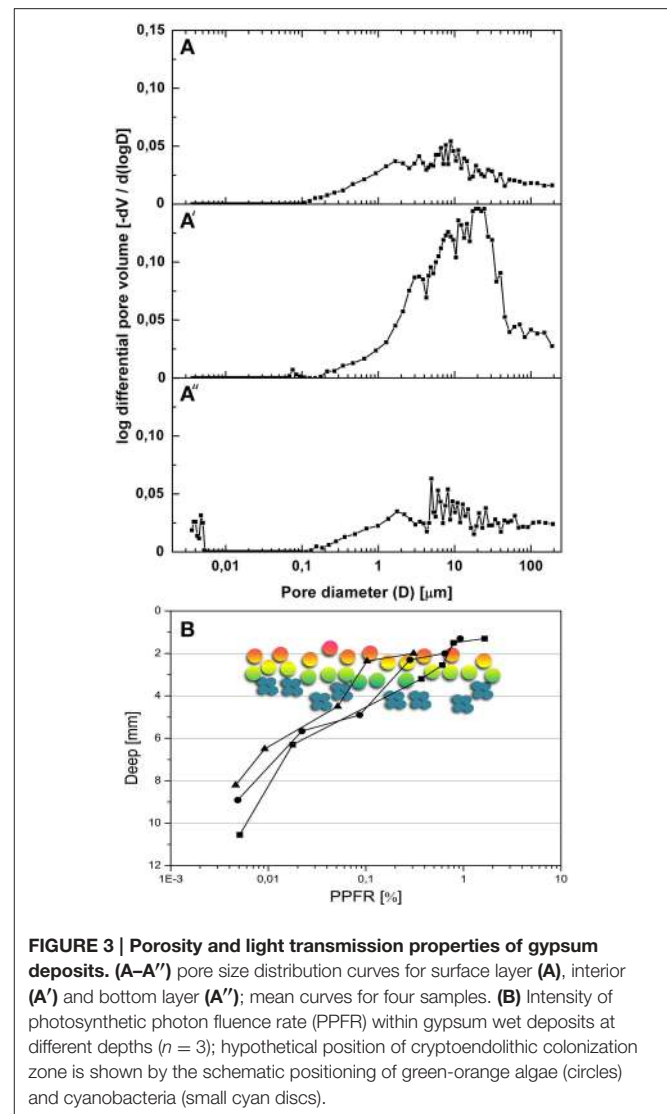 0,15
A
0,10
0,05
0
A′
0,10
0,05
0
A″
0,10
0,05
0
log differential pore volume [-dV / d(logD)]
0,01 0,1 1 10 100
Pore diameter (D) [μm]
B
0
2
4
6
8
10
12
Deep [mm]
1E-3 0,01 0,1 1 10
PPFR [%]
FIGURE 3 | Porosity and light transmission properties of gypsum
deposits. (A–A″) pore size distribution curves for surface layer (A), interior
(A′) and bottom layer (A″); mean curves for four samples. (B) Intensity of
photosynthetic photon fluence rate (PPFR) within gypsum wet deposits at
different depths (n = 3); hypothetical position of cryptoendolithic colonization
zone is shown by the schematic positioning of green-orange algae (circles)
and cyanobacteria (small cyan discs).